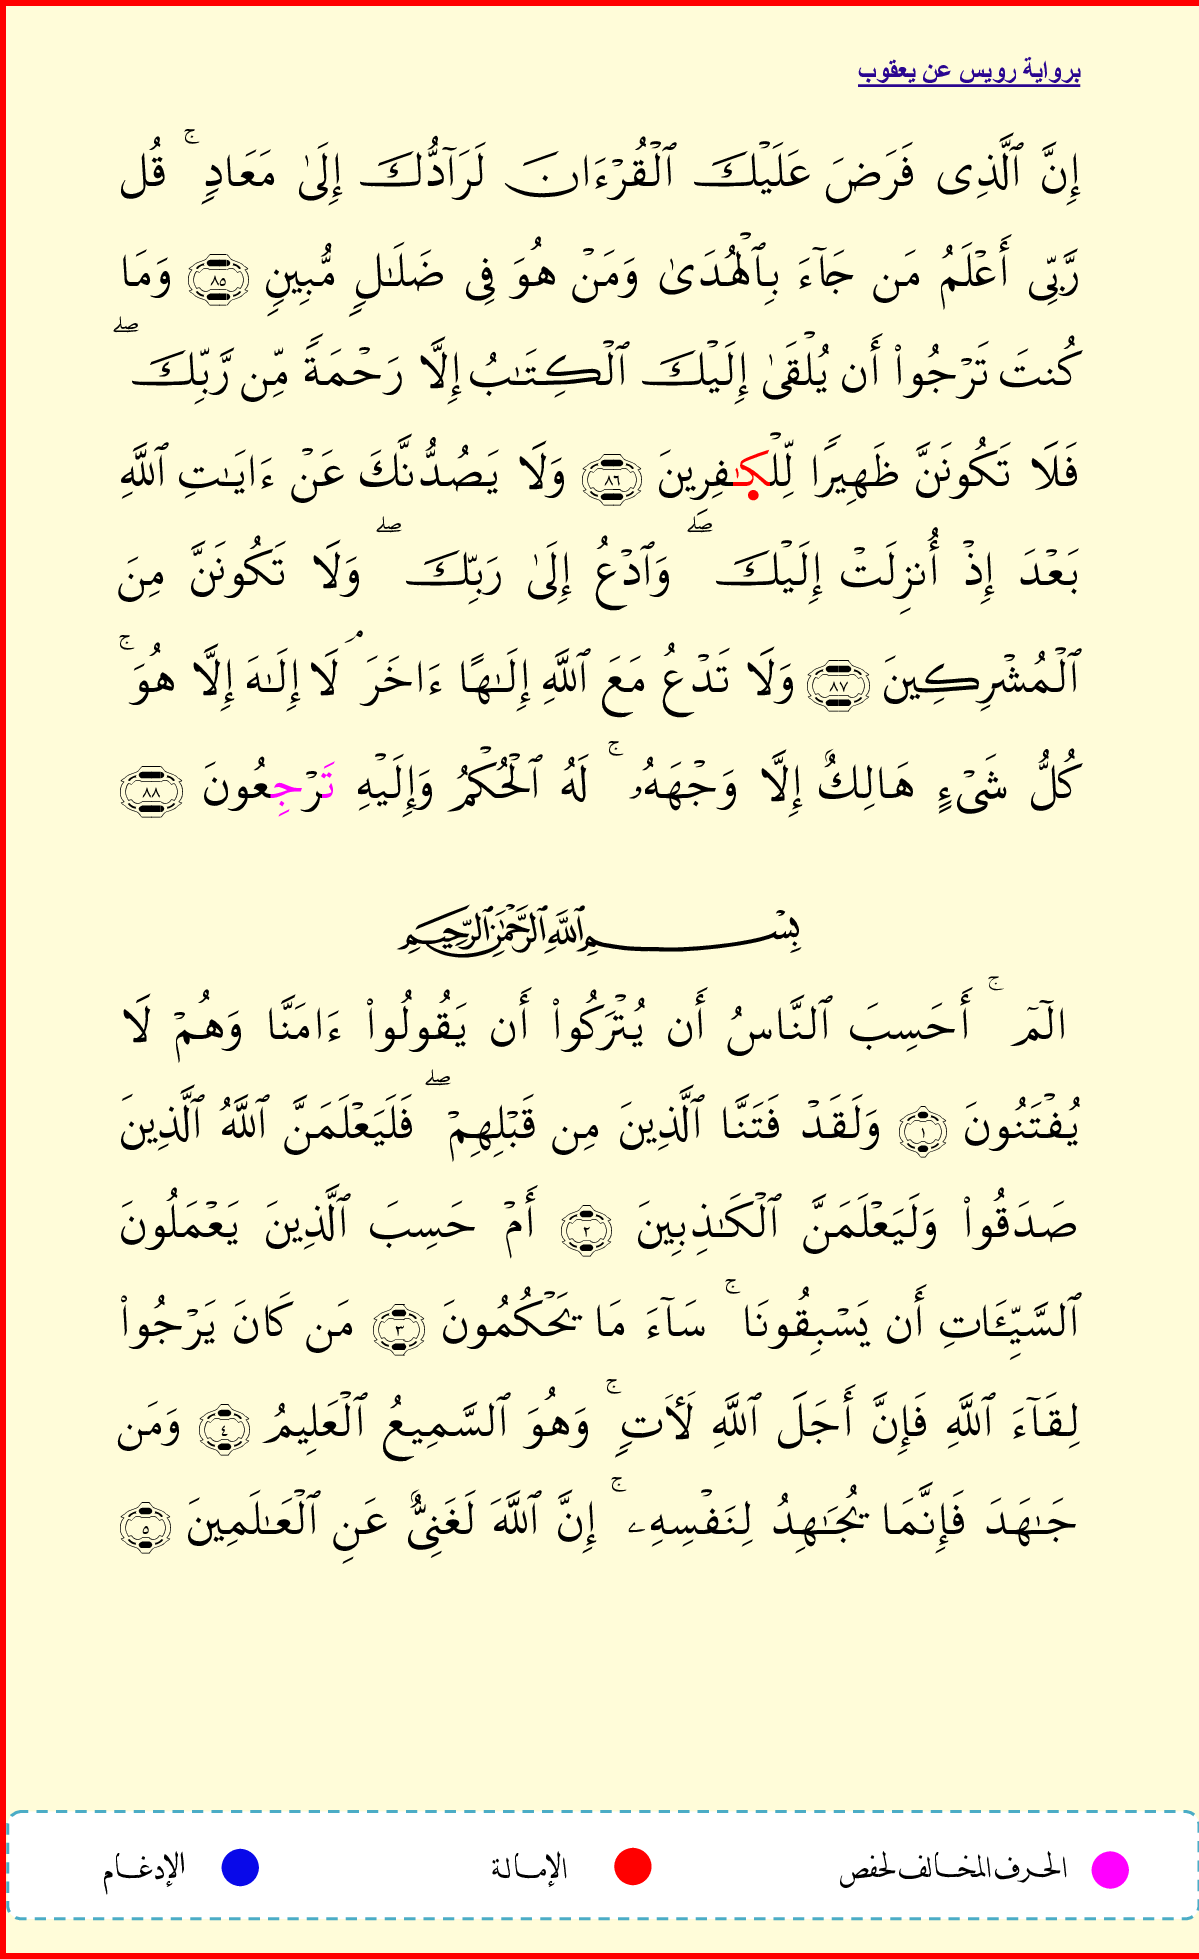 برواية رويس عن يعقوب
إِنَّ ٱلَّذِى فَرَضَ عَلَيْكَ ٱلْقُرْءَانَ لَرَآدُّكَ إِلَىٰ مَعَادٍ ۚ قُل
رَّبِّى أَعْلَمُ مَن جَآءَ بِٱلْهُدَىٰ وَمَنْ هُوَ فِى ضَلَـٰلٍ مُّبِينٍ ٨٥ وَمَا
كُنتَ تَرْجُوا۟ أَن يُلْقَىٰ إِلَيْكَ ٱلْكِتَـٰبُ إِلَّا رَحْمَةً مِّن رَّبِّكَ ۖ
فَلَا تَكُونَنَّ ظَهِيرًا لِّلْكَـٰفِرِينَ ٨٦ وَلَا يَصُدُّنَّكَ عَنْ ءَايَـٰتِ ٱللَّهِ
بَعْدَ إِذْ أُنزِلَتْ إِلَيْكَ ۖ وَٱدْعُ إِلَىٰ رَبِّكَ ۖ وَلَا تَكُونَنَّ مِنَ
ٱلْمُشْرِكِينَ ٨٧ وَلَا تَدْعُ مَعَ ٱللَّهِ إِلَـٰهًا ءَاخَرَ ۘ لَا إِلَـٰهَ إِلَّا هُوَ ۚ
كُلُّ شَىْءٍ هَالِكٌ إِلَّا وَجْهَهُۥ ۚ لَهُ ٱلْحُكْمُ وَإِلَيْهِ تَرْجِعُونَ ٨٨
بِسْمِ ٱللَّهِ ٱلرَّحْمَـٰنِ ٱلرَّحِيمِ
الٓمٓ ۚ أَحَسِبَ ٱلنَّاسُ أَن يُتْرَكُوا۟ أَن يَقُولُوا۟ ءَامَنَّا وَهُمْ لَا
يُفْتَنُونَ ١ وَلَقَدْ فَتَنَّا ٱلَّذِينَ مِن قَبْلِهِمْ ۖ فَلَيَعْلَمَنَّ ٱللَّهُ ٱلَّذِينَ
صَدَقُوا۟ وَلَيَعْلَمَنَّ ٱلْكَـٰذِبِينَ ٢ أَمْ حَسِبَ ٱلَّذِينَ يَعْمَلُونَ
ٱلسَّيِّـَٔاتِ أَن يَسْبِقُونَا ۚ سَآءَ مَا يَحْكُمُونَ ٣ مَن كَانَ يَرْجُوا۟
لِقَآءَ ٱللَّهِ فَإِنَّ أَجَلَ ٱللَّهِ لَـَٔاتٍ ۚ وَهُوَ ٱلسَّمِيعُ ٱلْعَلِيمُ ٤ وَمَن
جَـٰهَدَ فَإِنَّمَا يُجَـٰهِدُ لِنَفْسِهِۦ ۚ إِنَّ ٱللَّهَ لَغَنِىٌّ عَنِ ٱلْعَـٰلَمِينَ ٥
الحرف المخالف لحفص الإمالة الإدغام